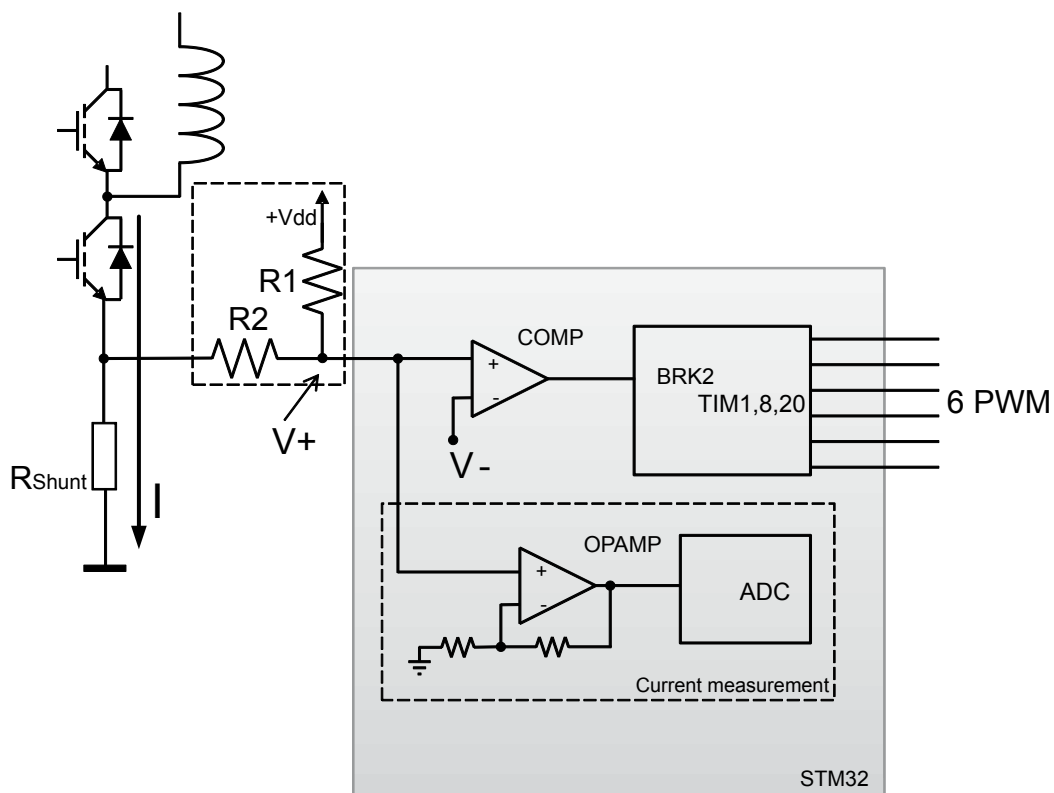 +Vdd
R1
R2
V+
RShunt
I
COMP
+
-
V -
BRK2
TIM1,8,20
6 PWM
OPAMP
+
-
ADC
Current measurement
STM32